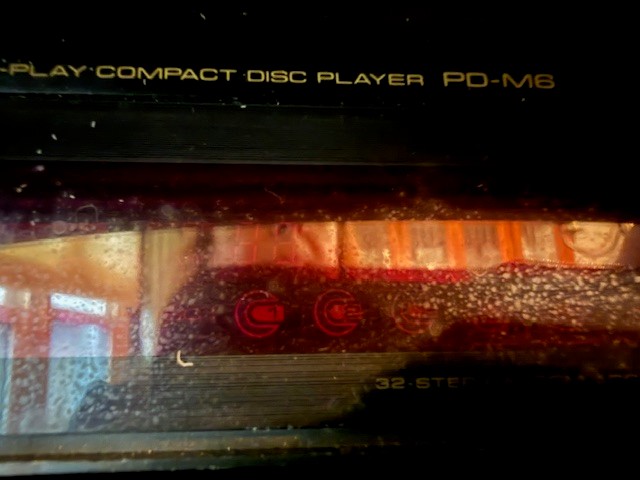 -PLAY COMPACT DISC PLAYER PD-M6
32-STEP